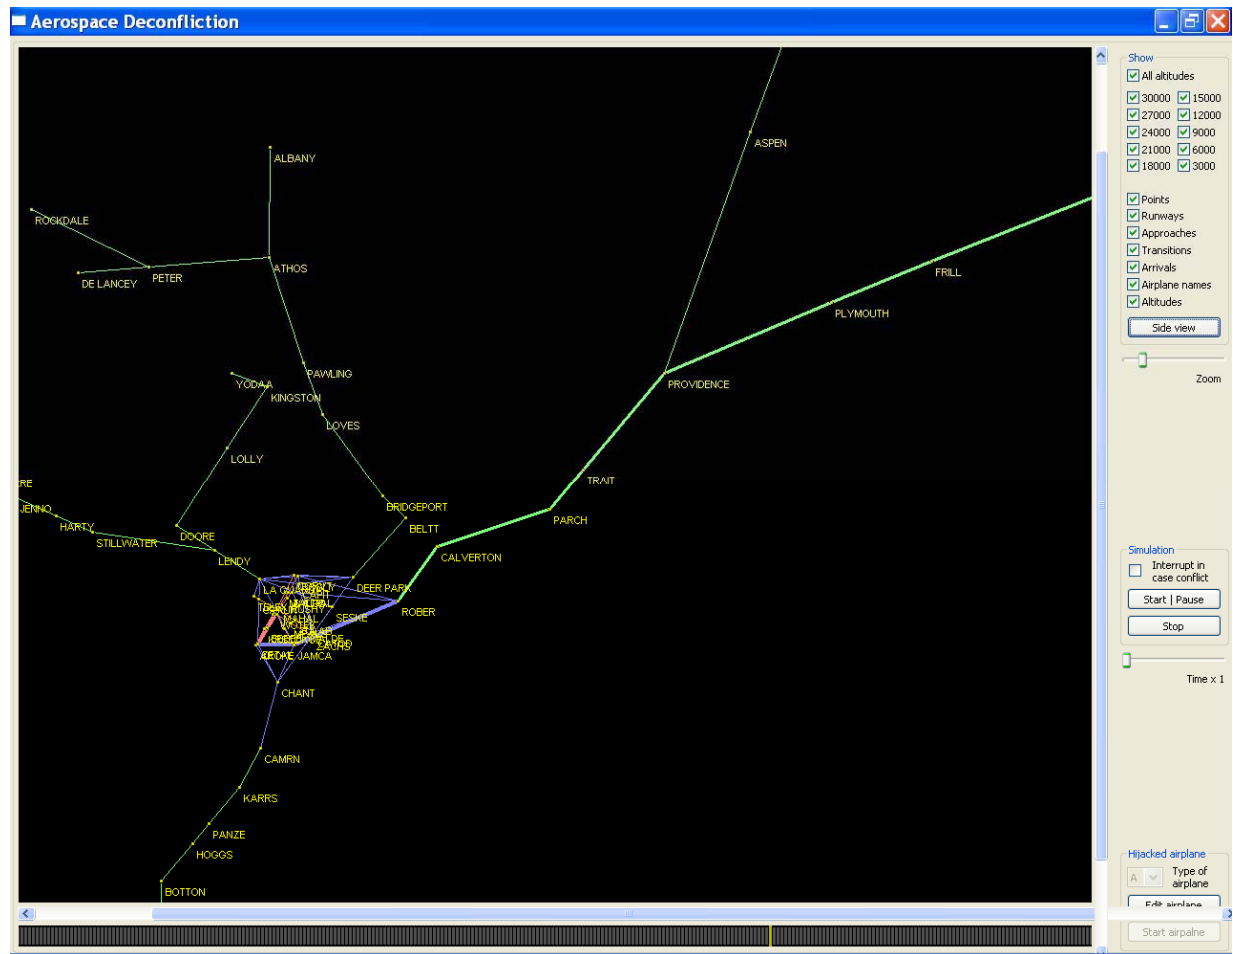 Aerospace Deconfliction
Show
All altitudes
30000 15000
27000 12000
24000 9000
21000 6000
18000 3000
Points
Runways
Approaches
Transitions
Arrivals
Airplane names
Altitudes
Side view
Zoom
Simulation
Interrupt in
case conflict
Start | Pause
Stop
Time x 1
Hijacked airplane
A
Type of
airplane
Edit airplane
Start airpalne
ASPEN
ALBANY
ROCKDALE
ATHOS
FRILL
PETER
DE LANCEY
PLYMOUTH
PAWLING
YODAA
PROVIDENCE
KINGSTON
LOVES
LOLLY
TRAIT
RE
BRIDGEPORT
JENNO
PARCH
HARTY
BELTT
DOORE
STILLWATER
CALVERTON
LENDY
DEER PARK
ROBER
SESKE
ZACHS
JAMCA
CHANT
CAMRN
KARRS
PANZE
HOGGS
BOTTON